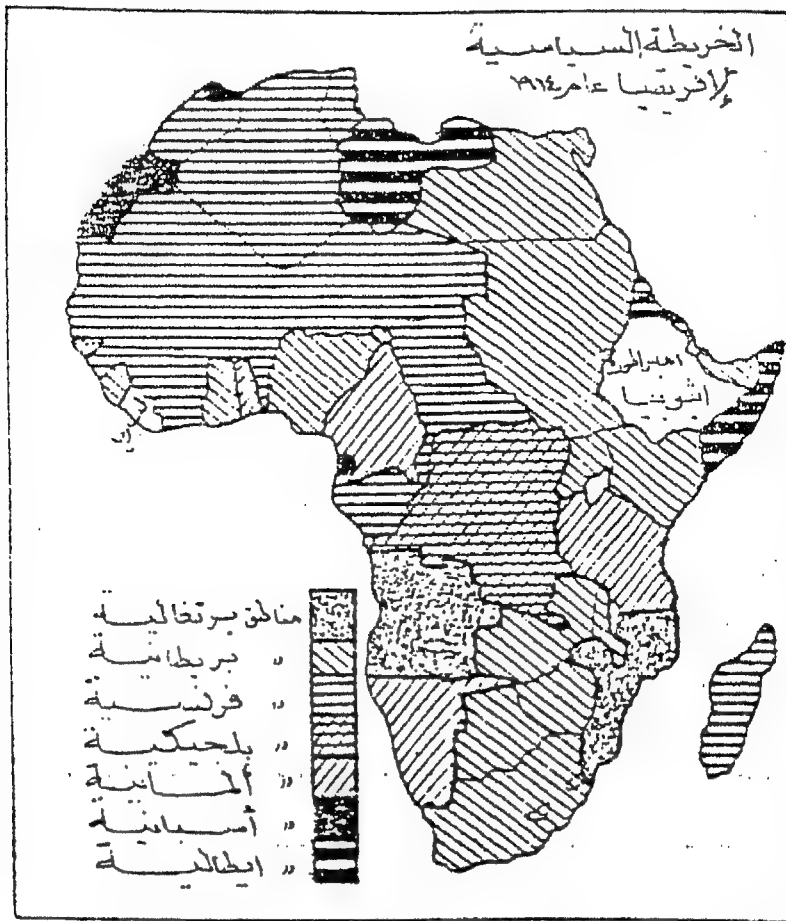 الخريطة السياسية
لإفريقيا عام ١٩١٤
امبراطورية
اثيوبيا
مناطق برتغالية
" بريطانية
" فرنسية
" بلجيكية
" ألمانية
" أسبانية
" ايطالية